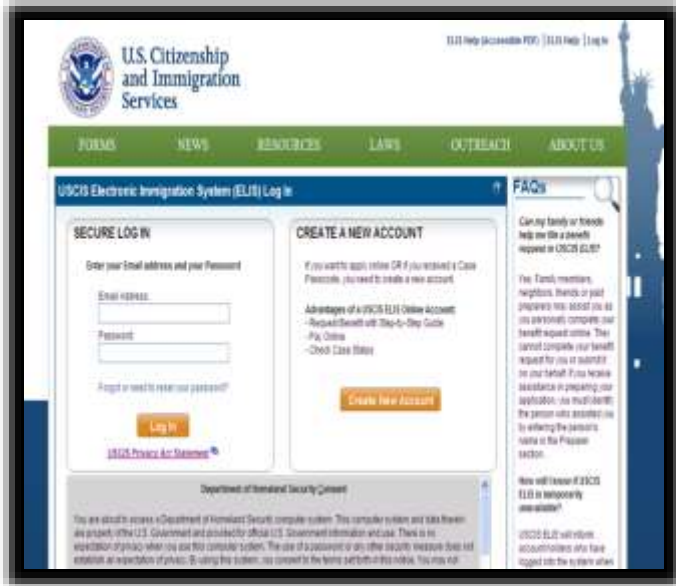 ELIS Help (Accessible PDF) | ELIS Help | Log In
U.S. Citizenship
and Immigration
Services
FORMS NEWS RESOURCES LAWS OUTREACH ABOUT US
USCIS Electronic Immigration System (ELIS) Log In
SECURE LOG IN
Enter your Email address and your Password
Email Address:
Password:
Forgot or need to reset your password?
Log In
USCIS Privacy Act Statement
CREATE A NEW ACCOUNT
If you want to apply online OR if you received a Case
Passcode, you need to create a new account.
Advantages of a USCIS ELIS Online Account:
- Request Benefit with Step-by-Step Guide
- Pay Online
- Check Case Status
Create New Account
Department of Homeland Security Consent
You are about to access a Department of Homeland Security computer system. This computer system and data therein
are property of the U.S. Government and provided for official U.S. Government information and use. There is no
expectation of privacy when you use this computer system. The use of a password or any other security measure does not
establish an expectation of privacy. By using this system, you consent to the terms set forth in this notice. You may not
FAQs
Can my family or friends
help me file a benefit
request in USCIS ELIS?
Yes. Family members,
neighbors, friends or paid
preparers may assist you as
you personally complete your
benefit request online. They
cannot complete your benefit
request for you or submit it
on your behalf. If you receive
assistance in preparing your
application, you must identify
the person who assisted you
by entering the person's
name in the Preparer
section.
How will I know if USCIS
ELIS is temporarily
unavailable?
USCIS ELIS will inform
account holders who have
logged into the system when